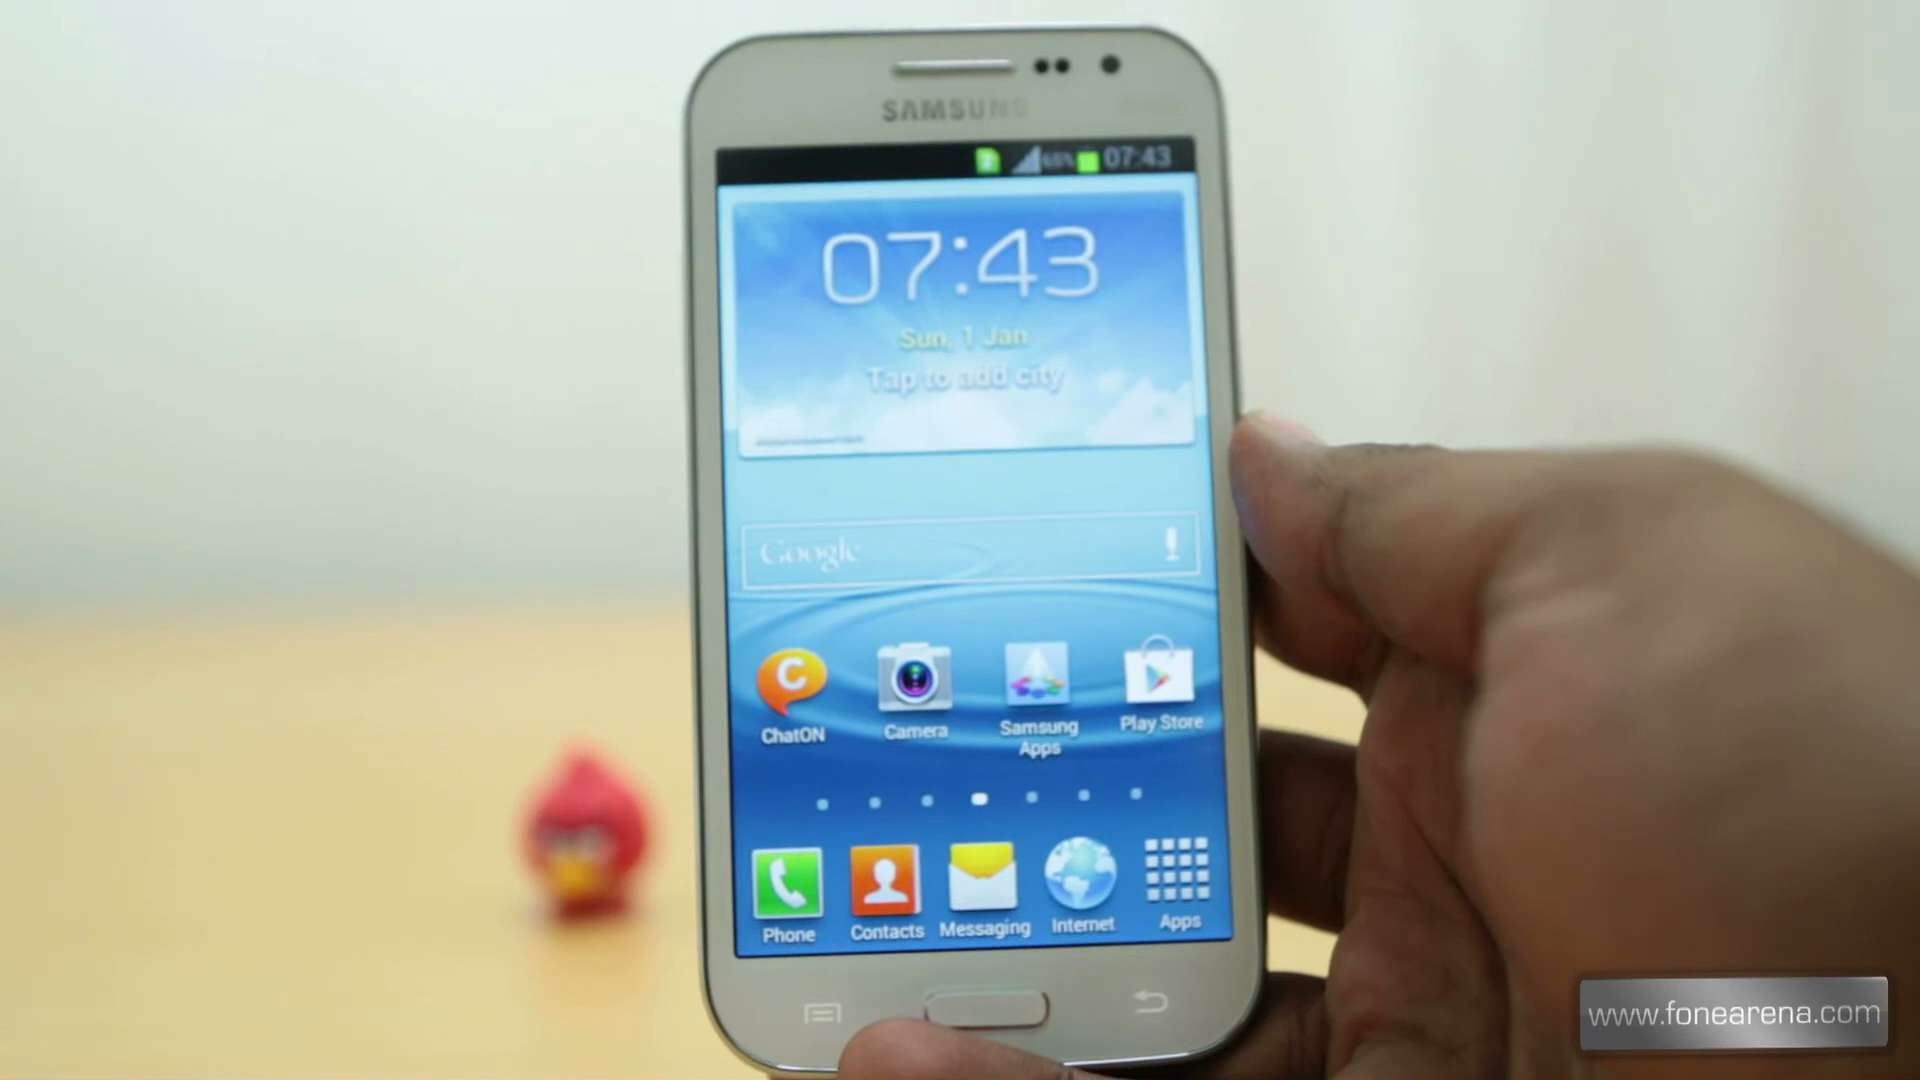 SAMSUNG
65% 07:43
07:43
Sun, 1 Jan
Tap to add city
Google
ChatON
Camera
Samsung Apps
Play Store
Phone
Contacts
Messaging
Internet
Apps
www.fonearena.com